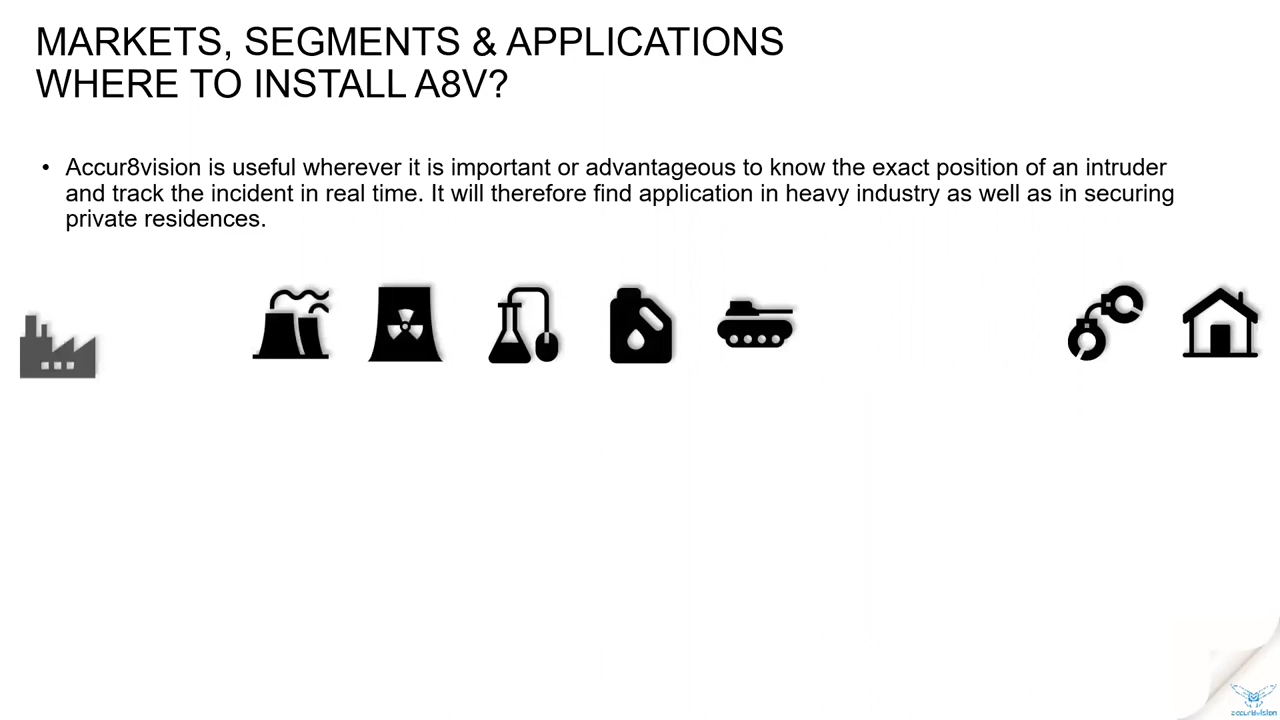 MARKETS, SEGMENTS & APPLICATIONS
WHERE TO INSTALL A8V?
• Accur8vision is useful wherever it is important or advantageous to know the exact position of an intruder
and track the incident in real time. It will therefore find application in heavy industry as well as in securing
private residences.
accur8vision